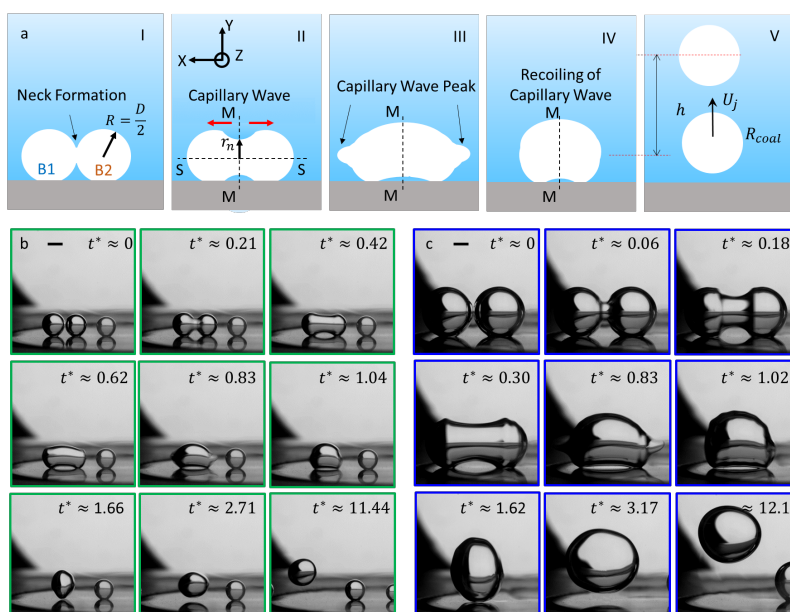 a
I
II
III
IV
V
Neck Formation
R = D/2
B1
B2
Y
X
Z
Capillary Wave
M
r_n
S
S
M
Capillary Wave Peak
M
M
Recoiling of
Capillary Wave
M
M
h
U_j
R_coal
b
t* ≈ 0
t* ≈ 0.21
t* ≈ 0.42
t* ≈ 0.62
t* ≈ 0.83
t* ≈ 1.04
t* ≈ 1.66
t* ≈ 2.71
t* ≈ 11.44
c
t* ≈ 0
t* ≈ 0.06
t* ≈ 0.18
t* ≈ 0.30
t* ≈ 0.83
t* ≈ 1.02
t* ≈ 1.62
t* ≈ 3.17
≈ 12.1